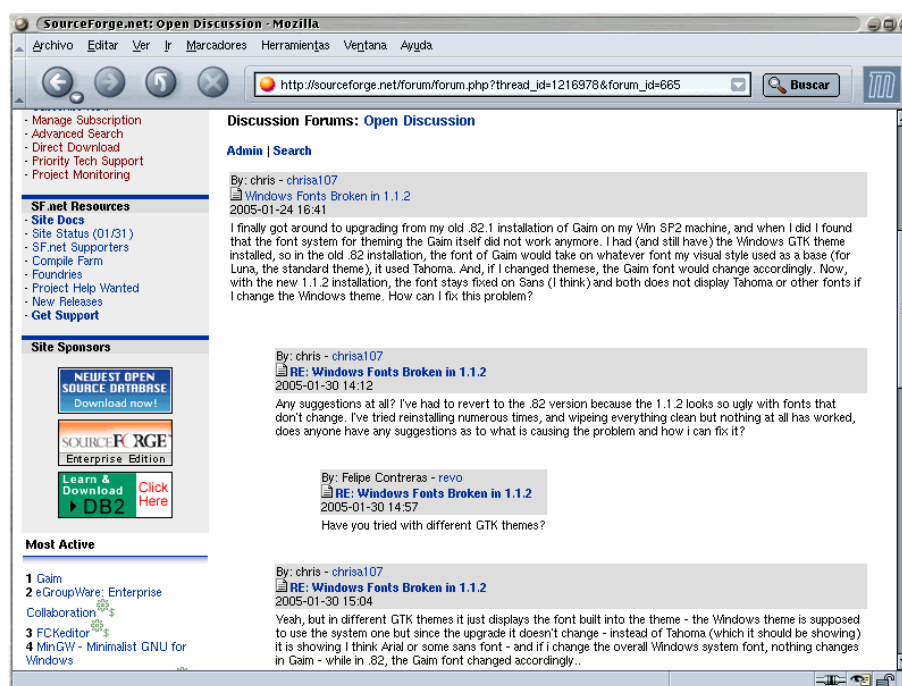 SourceForge.net: Open Discussion - Mozilla
Archivo Editar Ver Ir Marcadores Herramientas Ventana Ayuda
http://sourceforge.net/forum/forum.php?thread_id=1216978&forum_id=665
Buscar
- Manage Subscription
- Advanced Search
- Direct Download
- Priority Tech Support
- Project Monitoring
SF.net Resources
- Site Docs
- Site Status (01/31)
- SF.net Supporters
- Compile Farm
- Foundries
- Project Help Wanted
- New Releases
- Get Support
Site Sponsors
NEWEST OPEN
SOURCE DATABASE
Download now!
SOURCEFORGE
Enterprise Edition
Learn &
Download
DB2
Click
Here
Most Active
1 Gaim
2 eGroupWare: Enterprise
Collaboration $
3 FCKeditor $
4 MinGW - Minimalist GNU for
Windows
Discussion Forums: Open Discussion
Admin | Search
By: chris - chrisa107
Windows Fonts Broken in 1.1.2
2005-01-24 16:41
I finally got around to upgrading from my old .82.1 installation of Gaim on my Win SP2 machine, and when I did I found
that the font system for theming the Gaim itself did not work anymore. I had (and still have) the Windows GTK theme
installed, so in the old .82 installation, the font of Gaim would take on whatever font my visual style used as a base (for
Luna, the standard theme), it used Tahoma. And, if I changed themese, the Gaim font would change accordingly. Now,
with the new 1.1.2 installation, the font stays fixed on Sans (I think) and both does not display Tahoma or other fonts if
I change the Windows theme. How can I fix this problem?
By: chris - chrisa107
RE: Windows Fonts Broken in 1.1.2
2005-01-30 14:12
Any suggestions at all? I've had to revert to the .82 version because the 1.1.2 looks so ugly with fonts that
don't change. I've tried reinstalling numerous times, and wipeing everything clean but nothing at all has worked,
does anyone have any suggestions as to what is causing the problem and how i can fix it?
By: Felipe Contreras - revo
RE: Windows Fonts Broken in 1.1.2
2005-01-30 14:57
Have you tried with different GTK themes?
By: chris - chrisa107
RE: Windows Fonts Broken in 1.1.2
2005-01-30 15:04
Yeah, but in different GTK themes it just displays the font built into the theme - the Windows theme is supposed
to use the system one but since the upgrade it doesn't change - instead of Tahoma (which it should be showing)
it is showing I think Arial or some sans font - and if i change the overall Windows system font, nothing changes
in Gaim - while in .82, the Gaim font changed accordingly..